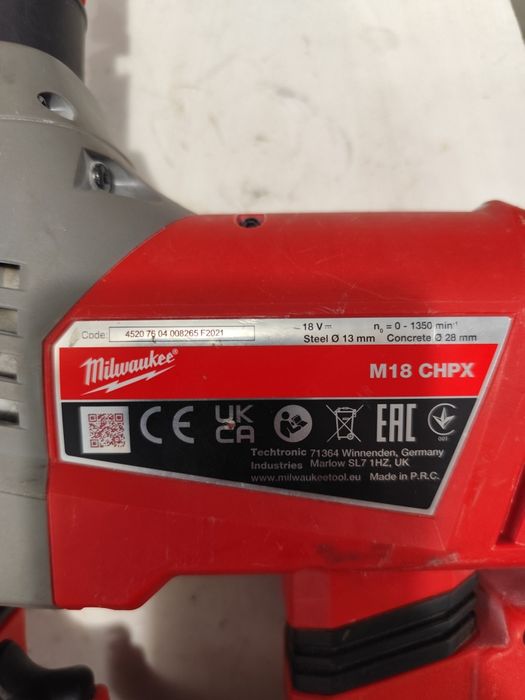 Code: 4520 76 04 008265 F2021
18 V n₀ = 0 - 1350 min⁻¹
Steel Ø 13 mm Concrete Ø 28 mm
Milwaukee®
M18 CHPX
CE UK CA EAC
Techtronic 71364 Winnenden, Germany
Industries Marlow SL7 1HZ, UK
www.milwaukeetool.eu Made in P.R.C.